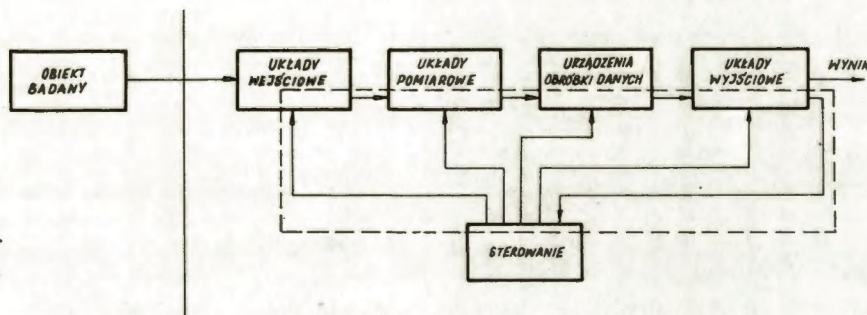 OBIEKT
BADANY
UKŁADY
WEJŚCIOWE
UKŁADY
POMIAROWE
URZĄDZENIA
OBRÓBKI DANYCH
UKŁADY
WYJŚCIOWE
WYNIK
STEROWANIE